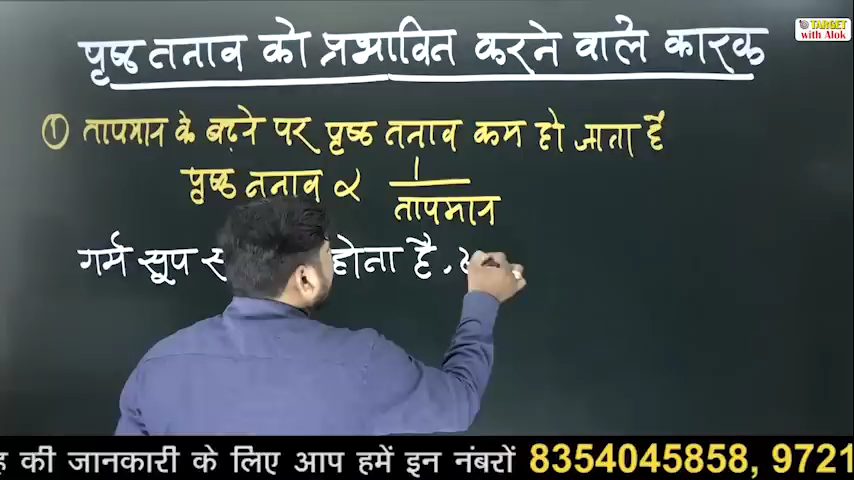 TARGET
with Alok
पृष्ठ तनाव को प्रभावित करने वाले कारक
① तापमान के बढ़ने पर पृष्ठ तनाव कम हो जाता है
पृष्ठ तनाव ∝ 1/तापमान
गर्म सूप होता है,
की जानकारी के लिए आप हमें इन नंबरों 8354045858, 9721